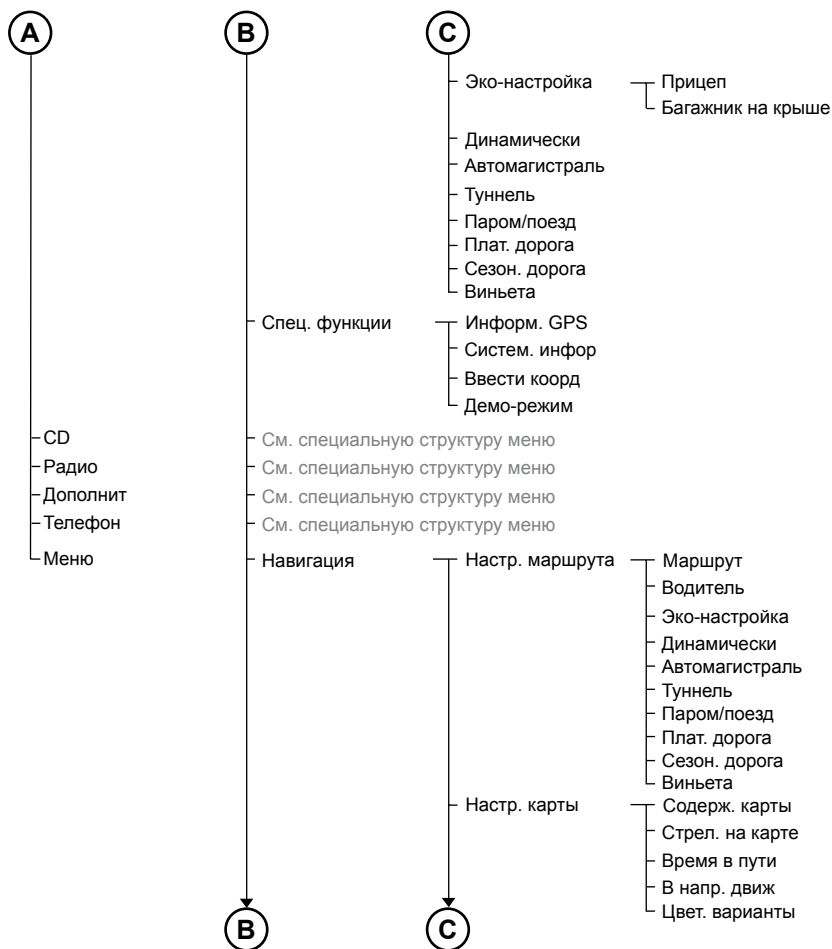 A B C
Эко-настройка Прицеп
Багажник на крыше
Динамически
Автомагистраль
Туннель
Паром/поезд
Плат. дорога
Сезон. дорога
Виньета
Спец. функции Информ. GPS
Систем. инфор
Ввести коорд
Демо-режим
CD См. специальную структуру меню
Радио См. специальную структуру меню
Дополнит См. специальную структуру меню
Телефон См. специальную структуру меню
Меню Навигация Настр. маршрута Маршрут
Водитель
Эко-настройка
Динамически
Автомагистраль
Туннель
Паром/поезд
Плат. дорога
Сезон. дорога
Виньета
Настр. карты Содерж. карты
Стрел. на карте
Время в пути
В напр. движ
Цвет. варианты
B C